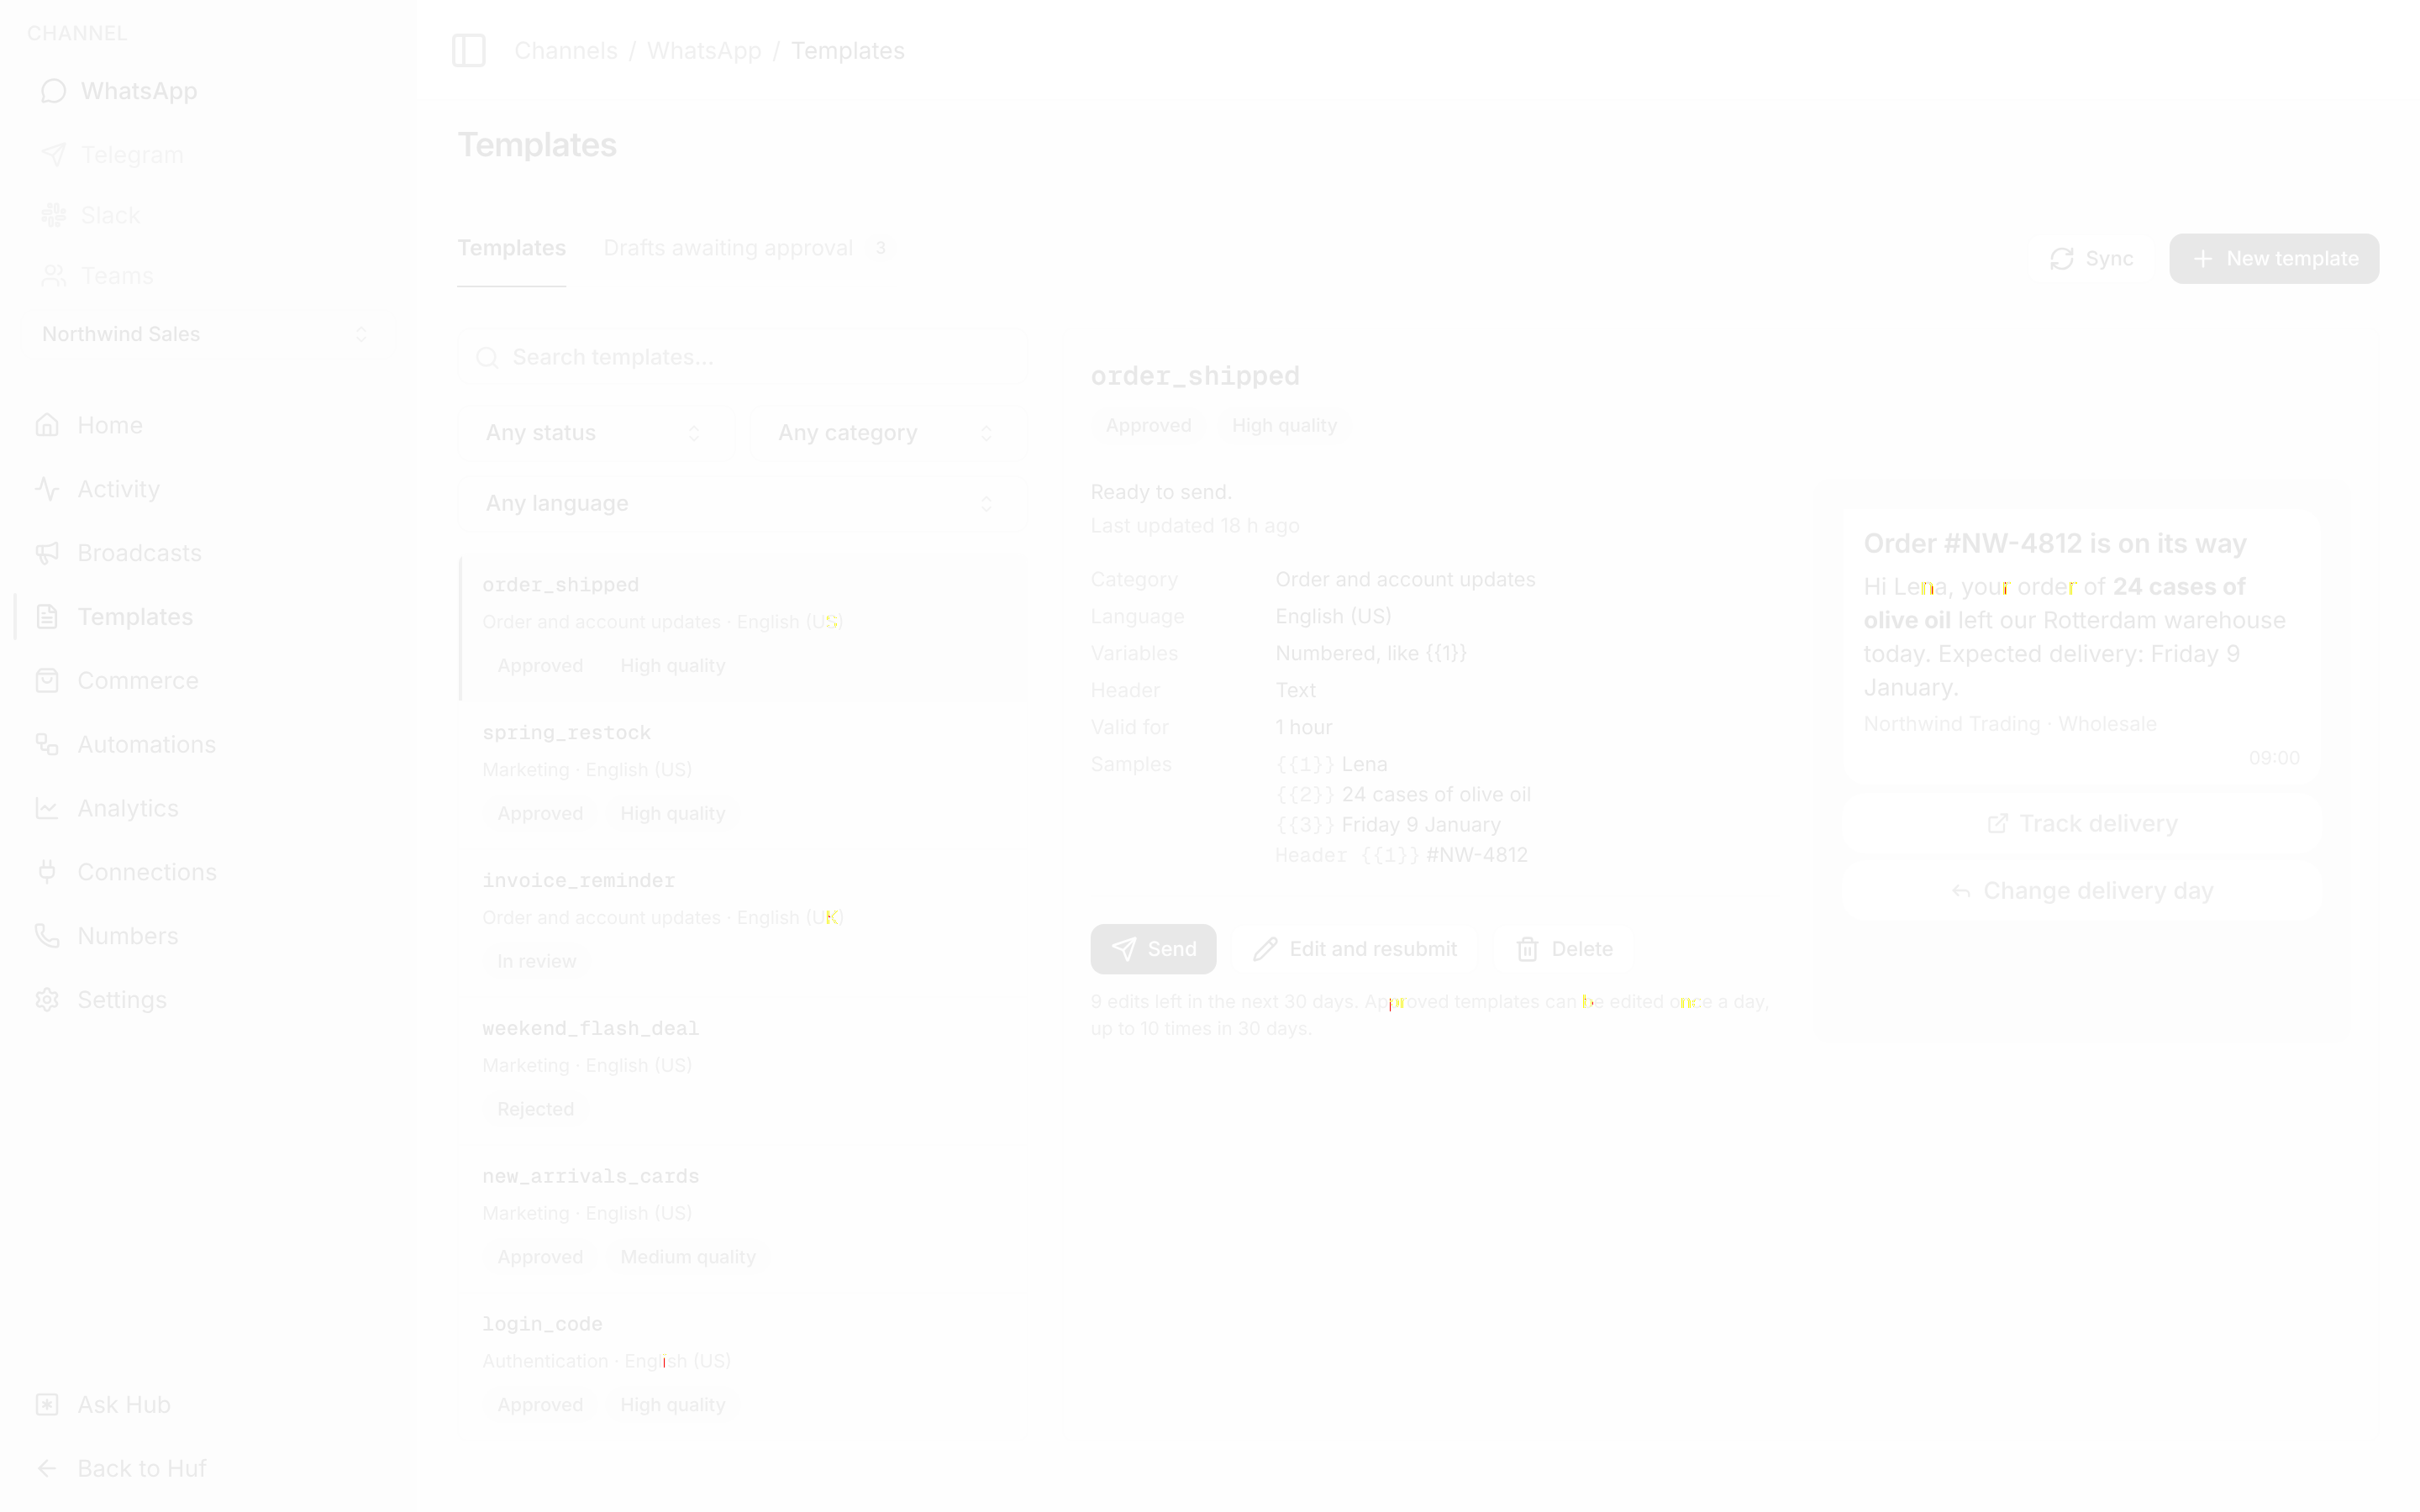 CHANNEL
WhatsApp
Telegram
Slack
Teams
Northwind Sales
Home
Activity
Broadcasts
Templates
Commerce
Automations
Analytics
Connections
Numbers
Settings
Ask Hub
Back to Huf
Channels / WhatsApp / Templates
Templates
Templates
Drafts awaiting approval 3
Sync
New template
Search templates...
Any status
Any category
Any language
order_shipped
Order and account updates · English (US)
Approved High quality
spring_restock
Marketing · English (US)
Approved High quality
invoice_reminder
Order and account updates · English (UK)
In review
weekend_flash_deal
Marketing · English (US)
Rejected
new_arrivals_cards
Marketing · English (US)
Approved Medium quality
login_code
Authentication · English (US)
Approved High quality
order_shipped
Approved High quality
Ready to send.
Last updated 18 h ago
Category Order and account updates
Language English (US)
Variables Numbered, like {{1}}
Header Text
Valid for 1 hour
Samples {{1}} Lena
{{2}} 24 cases of olive oil
{{3}} Friday 9 January
Header {{1}} #NW-4812
Send
Edit and resubmit
Delete
9 edits left in the next 30 days. Approved templates can be edited once a day,
up to 10 times in 30 days.
Order #NW-4812 is on its way
Hi Lena, your order of 24 cases of
olive oil left our Rotterdam warehouse
today. Expected delivery: Friday 9
January.
Northwind Trading · Wholesale
09:00
Track delivery
Change delivery day